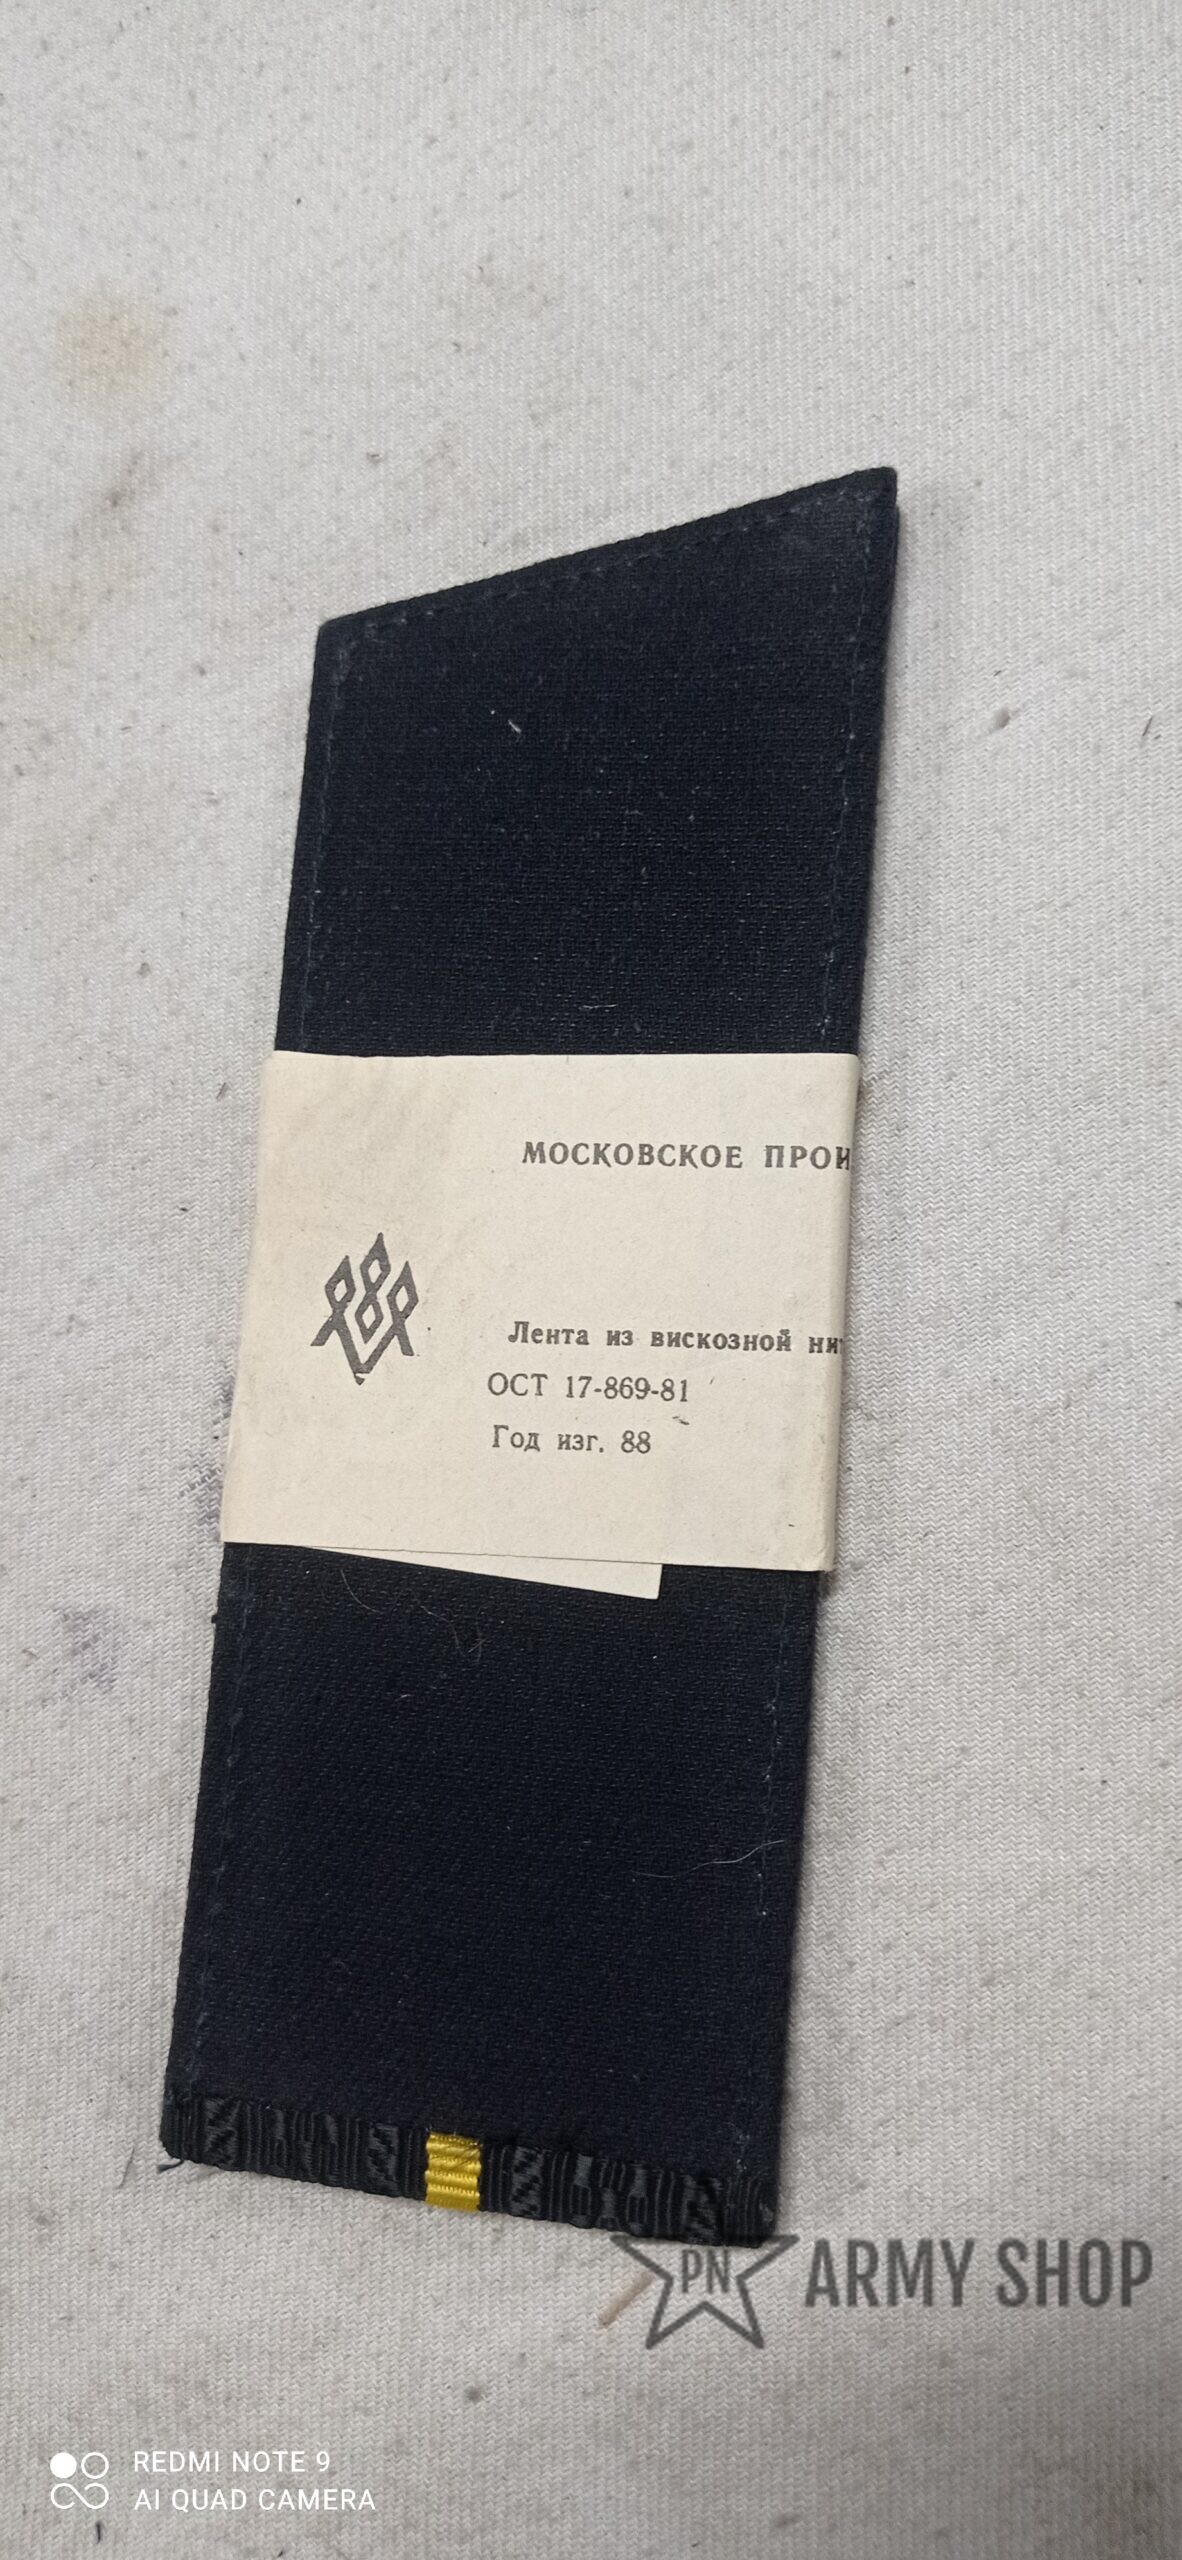 МОСКОВСКОЕ ПРОИ
Лента из вискозной ни
ОСТ 17-869-81
Год изг. 88
PN ARMY SHOP
REDMI NOTE 9
AI QUAD CAMERA